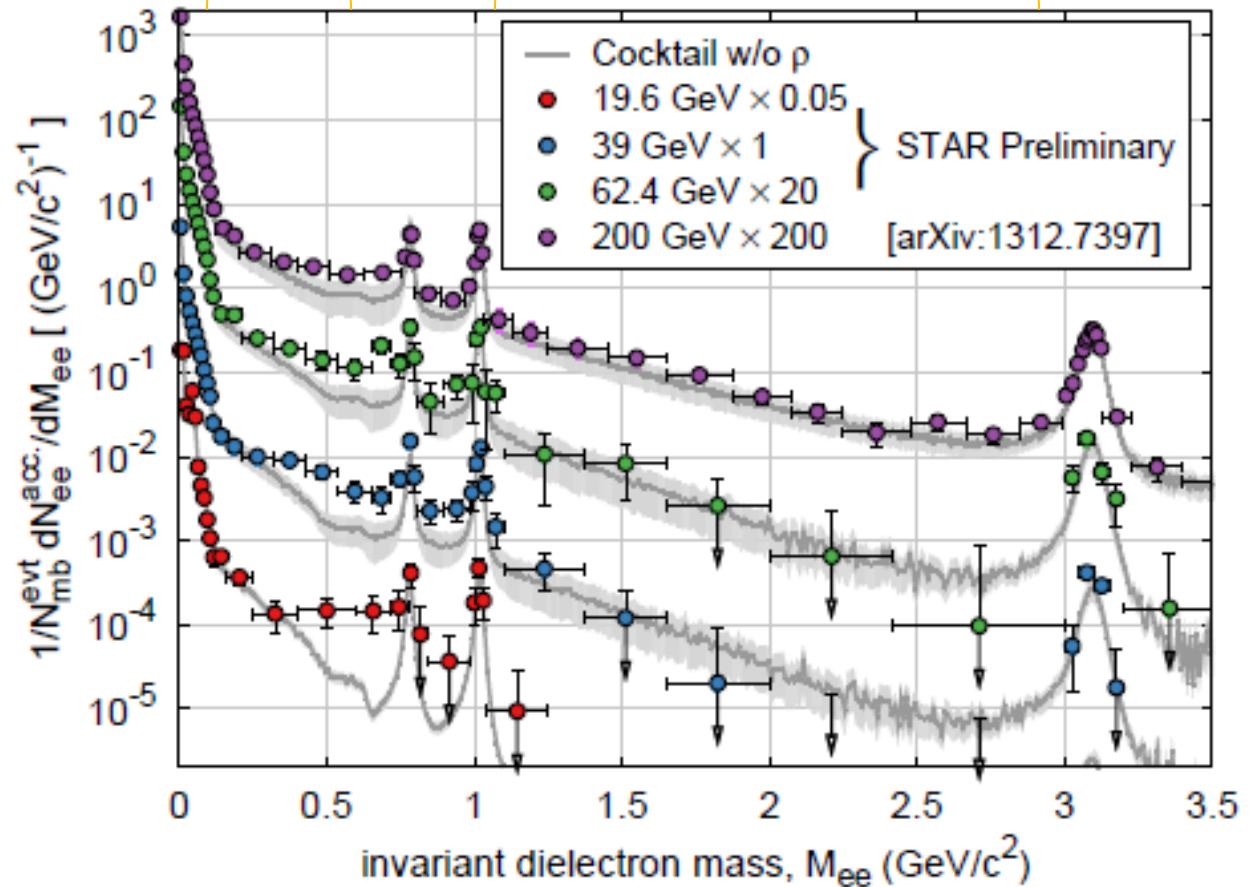 Cocktail w/o ρ
19.6 GeV × 0.05
39 GeV × 1
62.4 GeV × 20
} STAR Preliminary
200 GeV × 200 [arXiv:1312.7397]
1/N_mb^evt dN_ee^acc./dM_ee [ (GeV/c²)⁻¹ ]
10³
10²
10¹
10⁰
10⁻¹
10⁻²
10⁻³
10⁻⁴
10⁻⁵
0 0.5 1 1.5 2 2.5 3 3.5
invariant dielectron mass, M_ee (GeV/c²)